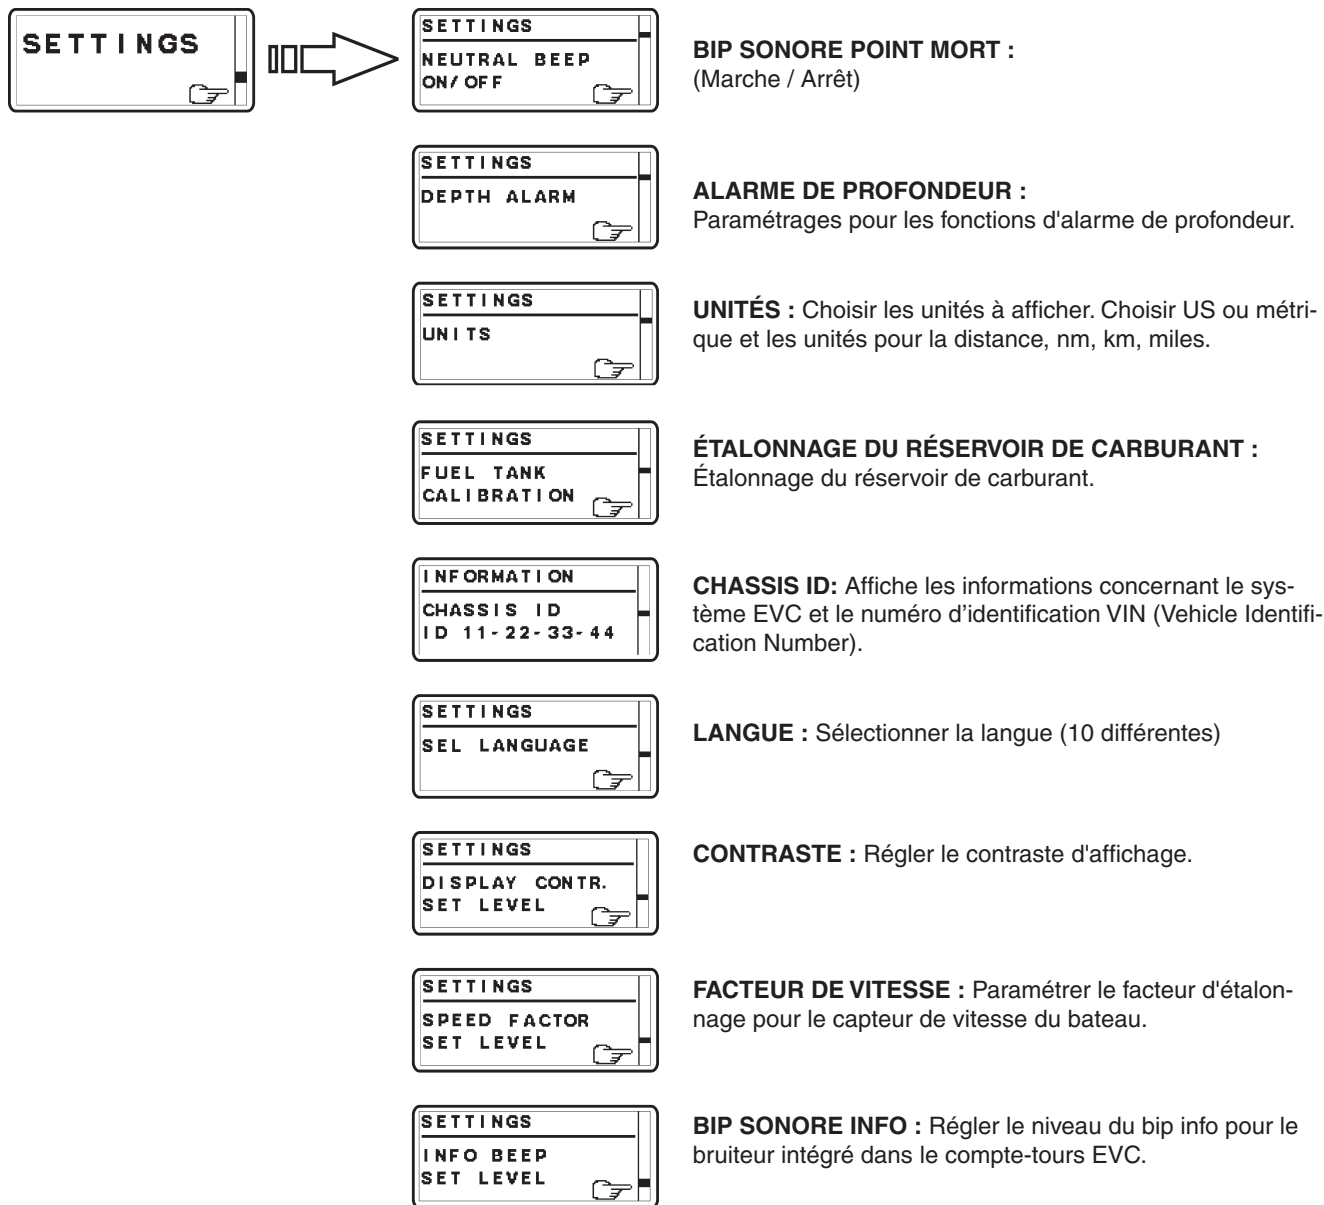 SETTINGS
SETTINGS
NEUTRAL BEEP
ON/OFF
BIP SONORE POINT MORT :
(Marche / Arrêt)
SETTINGS
DEPTH ALARM
ALARME DE PROFONDEUR :
Paramétrages pour les fonctions d'alarme de profondeur.
SETTINGS
UNITS
UNITÉS : Choisir les unités à afficher. Choisir US ou métri-
que et les unités pour la distance, nm, km, miles.
SETTINGS
FUEL TANK
CALIBRATION
ÉTALONNAGE DU RÉSERVOIR DE CARBURANT :
Étalonnage du réservoir de carburant.
INFORMATION
CHASSIS ID
ID 11-22-33-44
CHASSIS ID: Affiche les informations concernant le sys-
tème EVC et le numéro d’identification VIN (Vehicle Identifi-
cation Number).
SETTINGS
SEL LANGUAGE
LANGUE : Sélectionner la langue (10 différentes)
SETTINGS
DISPLAY CONTR.
SET LEVEL
CONTRASTE : Régler le contraste d'affichage.
SETTINGS
SPEED FACTOR
SET LEVEL
FACTEUR DE VITESSE : Paramétrer le facteur d'étalon-
nage pour le capteur de vitesse du bateau.
SETTINGS
INFO BEEP
SET LEVEL
BIP SONORE INFO : Régler le niveau du bip info pour le
bruiteur intégré dans le compte-tours EVC.